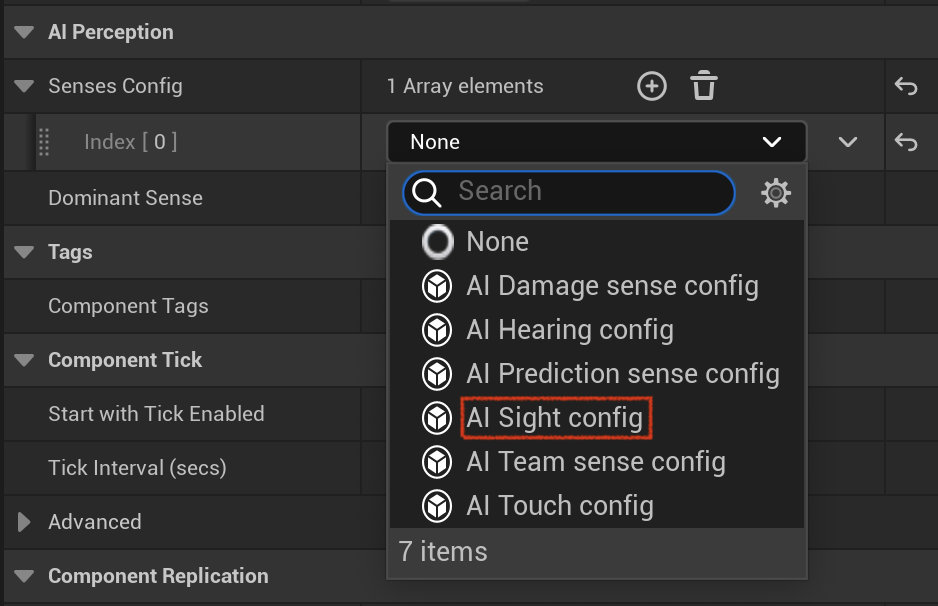 AI Perception
Senses Config
1 Array elements
Index [ 0 ]
None
Search
Dominant Sense
None
Tags
AI Damage sense config
Component Tags
AI Hearing config
Component Tick
AI Prediction sense config
Start with Tick Enabled
AI Sight config
Tick Interval (secs)
AI Team sense config
Advanced
AI Touch config
7 items
Component Replication